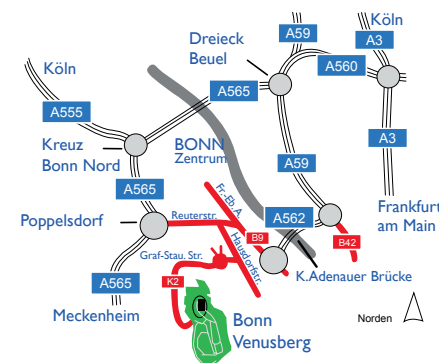 A59
Köln
Köln
Dreieck
Beuel
A3
A560
A565
A555
Kreuz
Bonn Nord
BONN
Zentrum
A3
A59
A565
Fr.-Eb.A.
Poppelsdorf
Reuterstr.
A562
Frankfurt
am Main
B9
B42
Graf-Stau. Str.
Hausdorfstr.
K.Adenauer Brücke
A565
K2
Meckenheim
Bonn
Venusberg
Norden